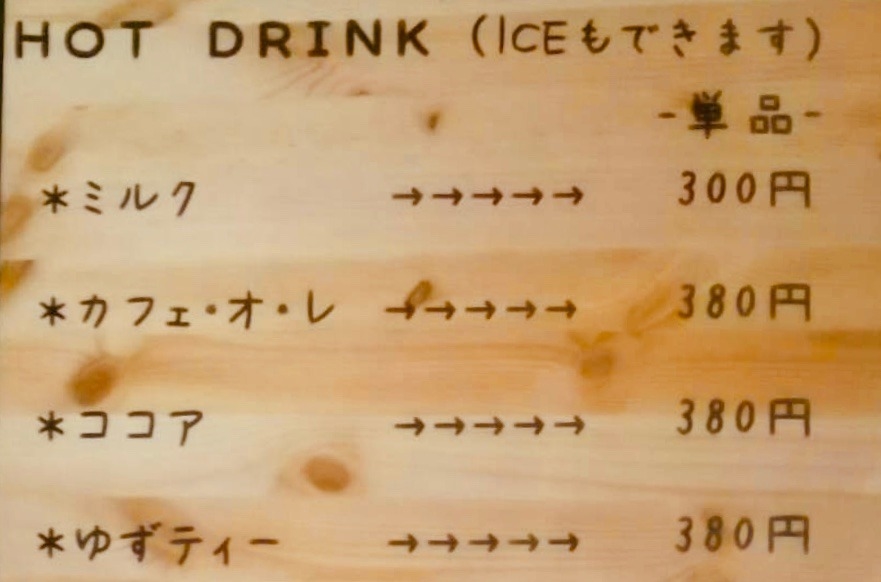 HOT DRINK (ICEもできます)
-単品-
*ミルク →→→→→ 300円
*カフェ・オ・レ →→→→→ 380円
*ココア →→→→→ 380円
*ゆずティー →→→→→ 380円